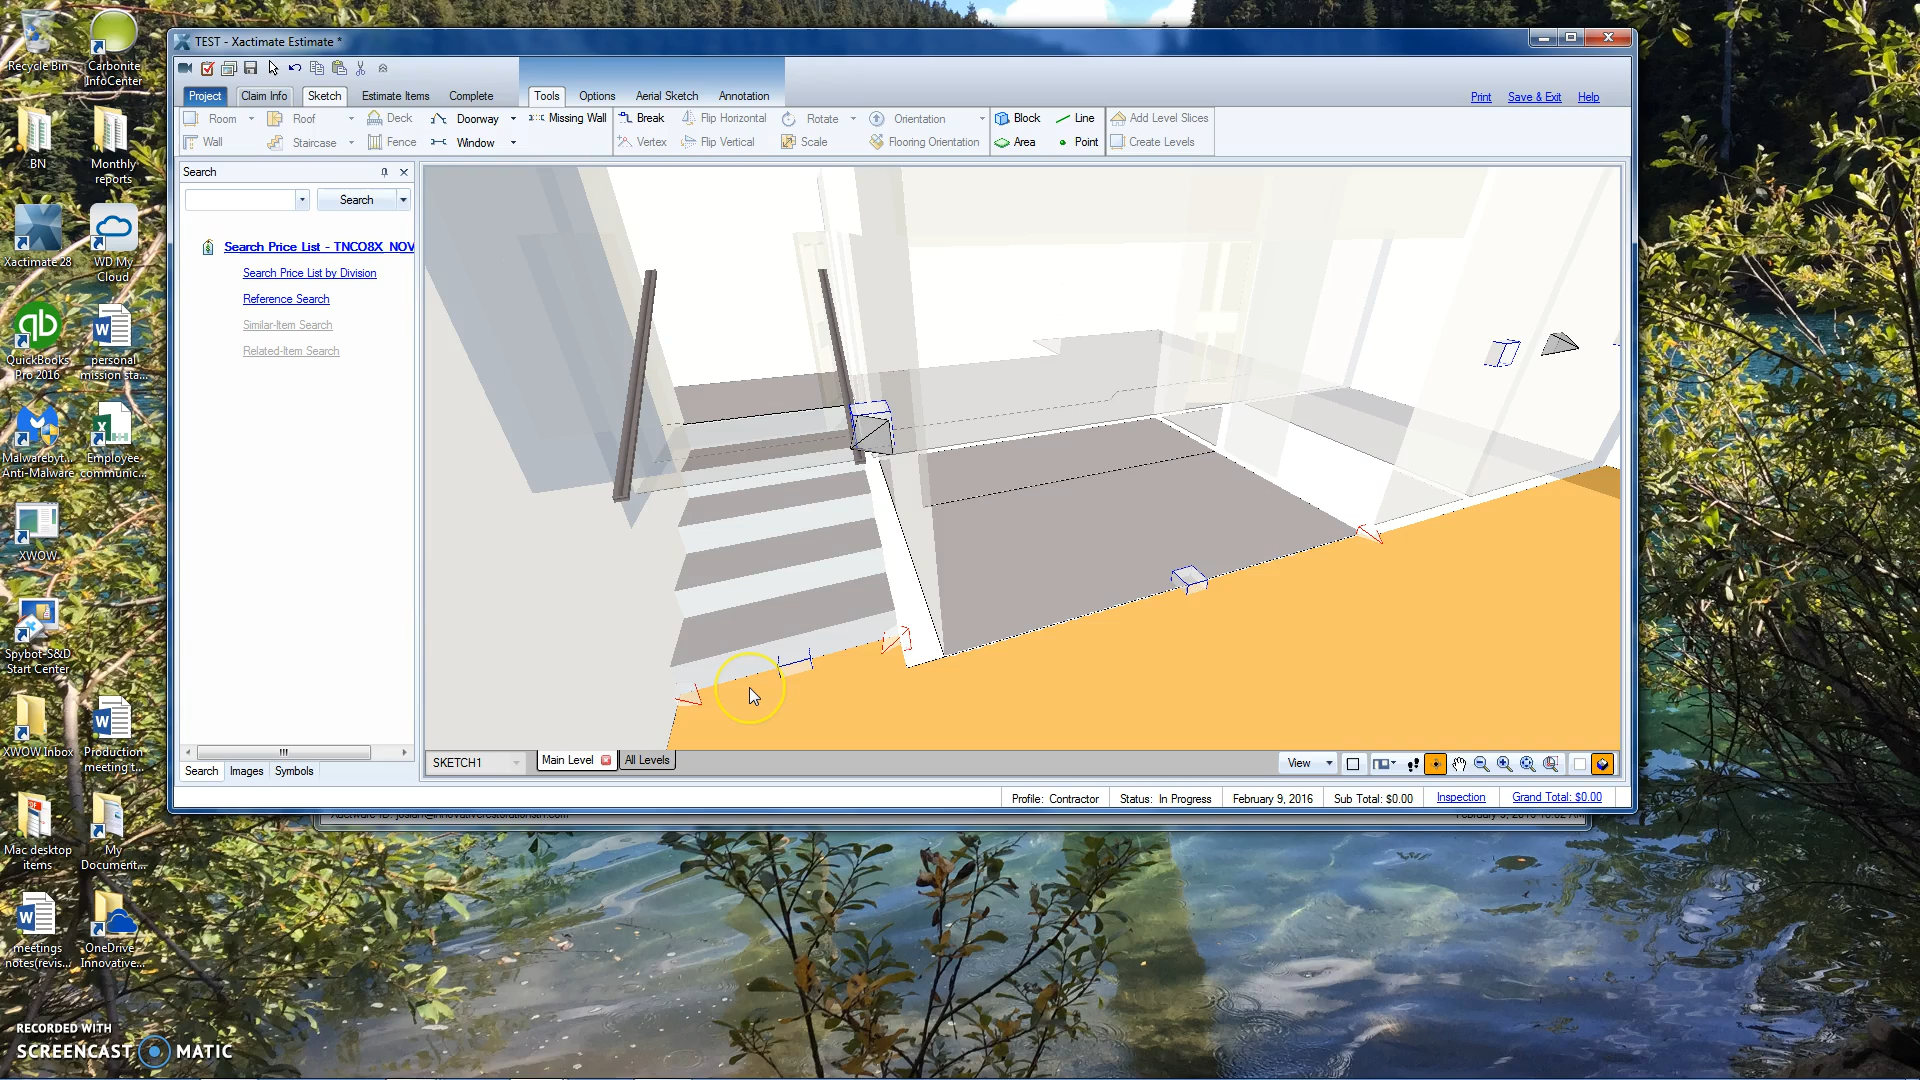 TEST - Xactimate Estimate *
Project
Claim Info
Sketch
Estimate Items
Complete
Tools
Options
Aerial Sketch
Annotation
Print
Save & Exit
Help
Room
Roof
Deck
Doorway
Missing Wall
Break
Flip Horizontal
Rotate
Orientation
Block
Line
Add Level Slices
Wall
Staircase
Fence
Window
Vertex
Flip Vertical
Scale
Flooring Orientation
Area
Point
Create Levels
Search
Search
Search Price List - TNCO8X_NOV
Search Price List by Division
Reference Search
Similar-Item Search
Related-Item Search
Search
Images
Symbols
SKETCH1
Main Level
All Levels
View
Profile: Contractor
Status: In Progress
February 9, 2016
Sub Total: $0.00
Inspection
Grand Total: $0.00
Recycle Bin
Carbonite
InfoCenter
BN
Monthly
reports
Xactimate 28
WD My
Cloud
QuickBooks
Pro 2016
personal
mission sta...
Malwareby...
Anti-Malware
Employee
communic...
XWOW
Spybot-S&D
Start Center
XWOW Inbox
Production
meeting t...
Mac desktop
items
My
Document...
meetings
notes(revis...
OneDrive -
Innovative...
RECORDED WITH
SCREENCAST MATIC